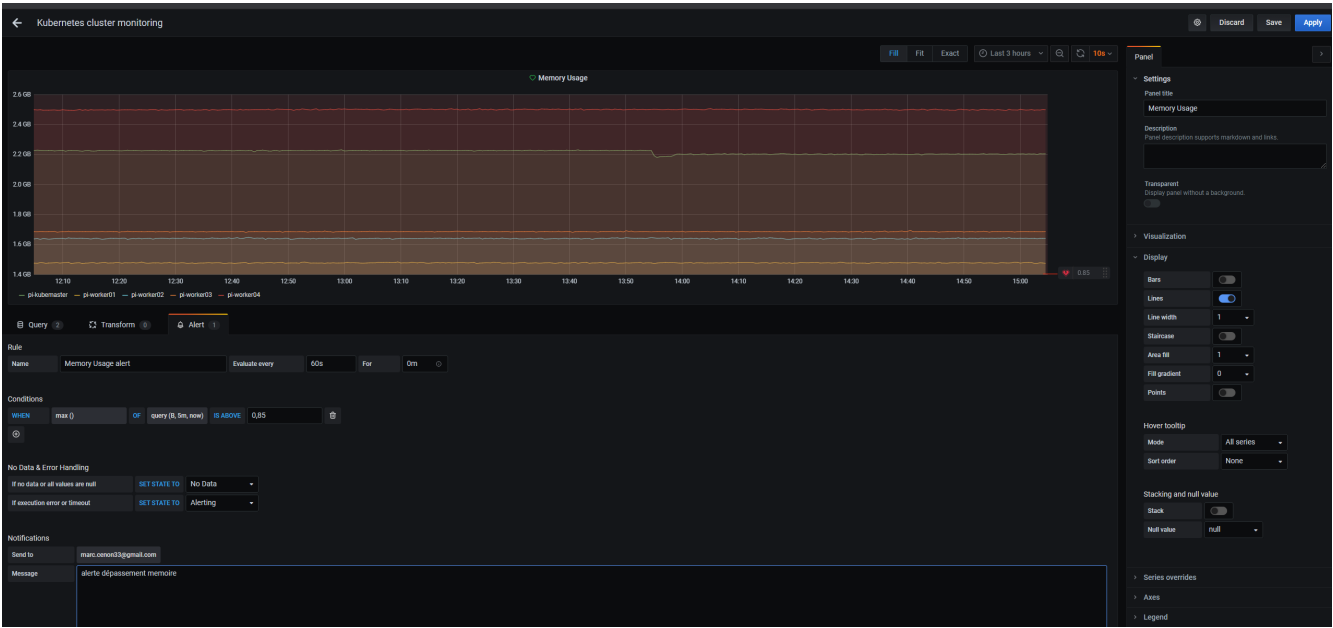 Kubernetes cluster monitoring
Discard Save Apply
Fill Fit Exact Last 3 hours 10s
Memory Usage
2.6 GB
2.4 GB
2.2 GB
2.0 GB
1.8 GB
1.6 GB
1.4 GB
12:10 12:20 12:30 12:40 12:50 13:00 13:10 13:20 13:30 13:40 13:50 14:00 14:10 14:20 14:30 14:40 14:50 15:00
0.85
pi-kubemaster pi-worker01 pi-worker02 pi-worker03 pi-worker04
Query 2 Transform 0 Alert 1
Rule
Name Memory Usage alert Evaluate every 60s For 0m
Conditions
WHEN max () OF query (B, 5m, now) IS ABOVE 0,85
No Data & Error Handling
If no data or all values are null SET STATE TO No Data
If execution error or timeout SET STATE TO Alerting
Notifications
Send to marc.cenon33@gmail.com
Message alerte dépassement memoire
Panel
Settings
Panel title
Memory Usage
Description
Panel description supports markdown and links.
Transparent
Display panel without a background.
Visualization
Display
Bars
Lines
Line width 1
Staircase
Area fill 1
Fill gradient 0
Points
Hover tooltip
Mode All series
Sort order None
Stacking and null value
Stack
Null value null
Series overrides
Axes
Legend